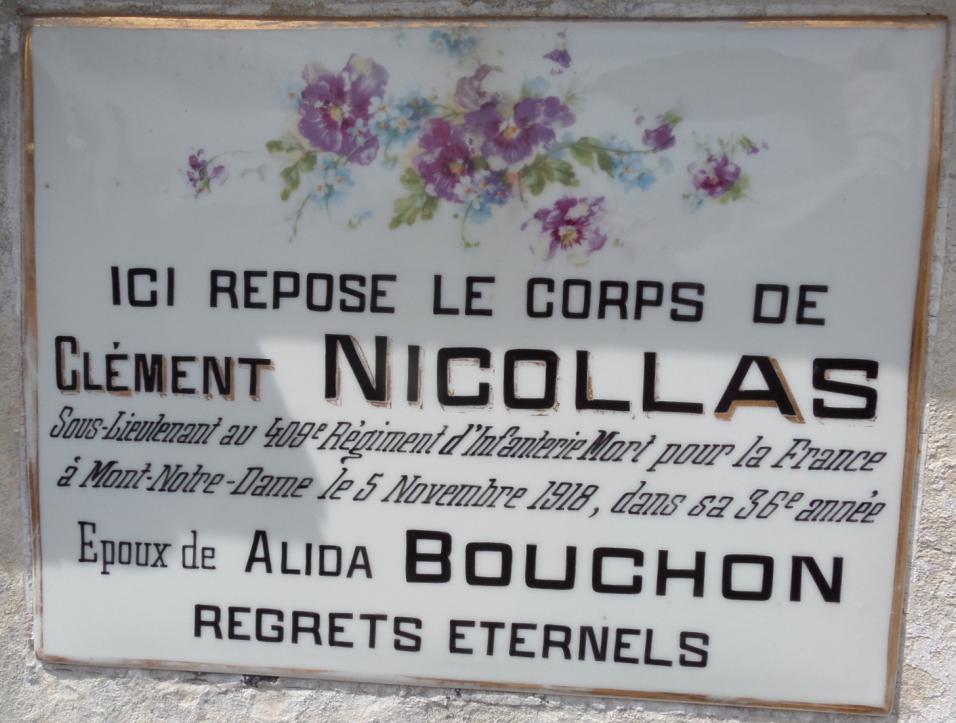 ICI REPOSE LE CORPS DE
CLÉMENT NICOLLAS
Sous-Lieutenant au 409e Régiment d'Infanterie Mort pour la France
à Mont-Notre-Dame le 5 Novembre 1918, dans sa 36e année
Epoux de ALIDA BOUCHON
REGRETS ETERNELS